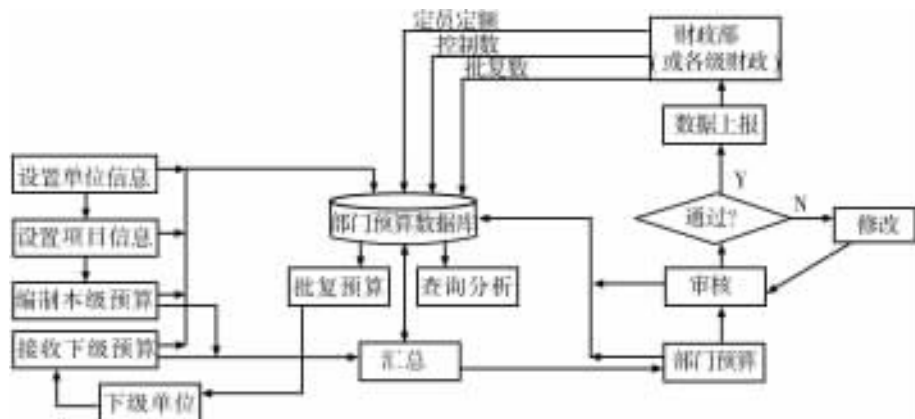 定员定额
控制数
批复数
财政部
(或各级财政)
数据上报
Y
通过?
N
修改
审核
部门预算
设置单位信息
设置项目信息
编制本级预算
接收下级预算
下级单位
部门预算数据库
批复预算
查询分析
汇总